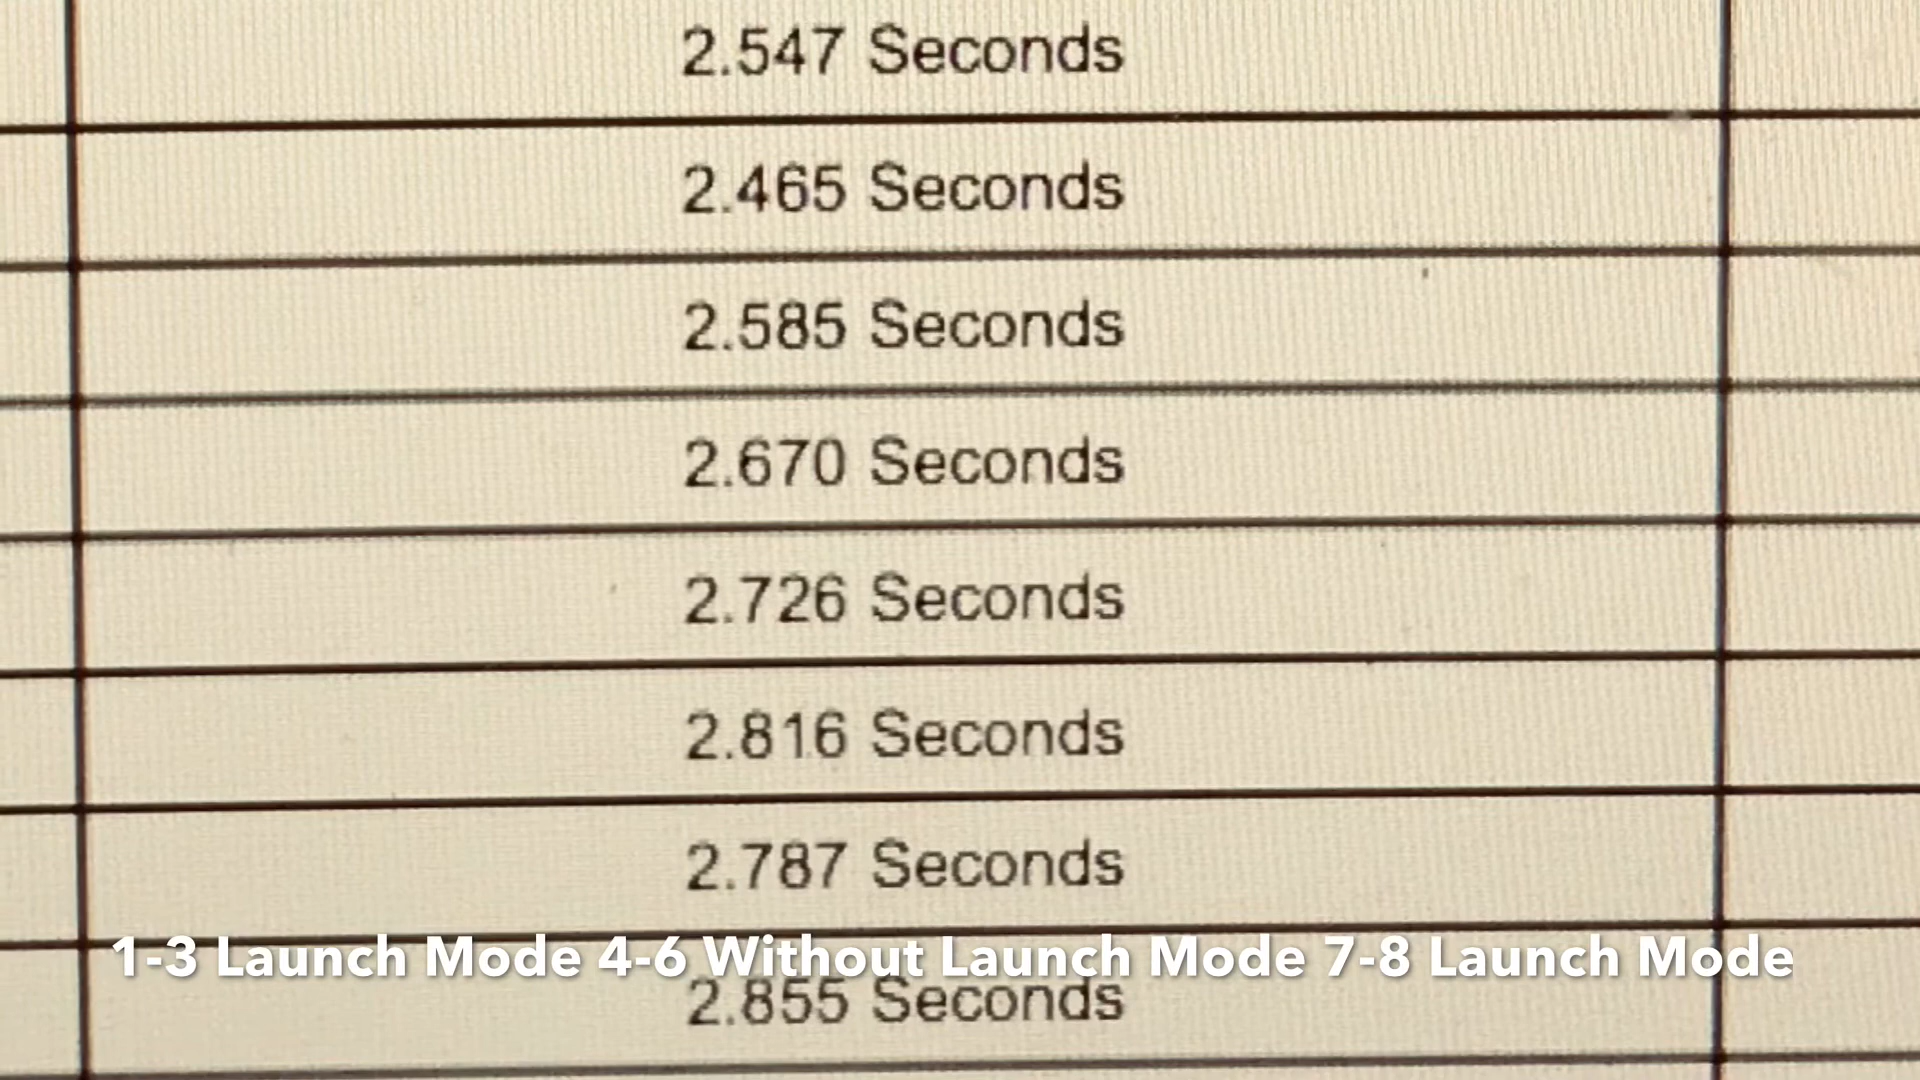 2.547 Seconds
2.465 Seconds
2.585 Seconds
2.670 Seconds
2.726 Seconds
2.816 Seconds
2.787 Seconds
1-3 Launch Mode 4-6 Without Launch Mode 7-8 Launch Mode
2.855 Seconds